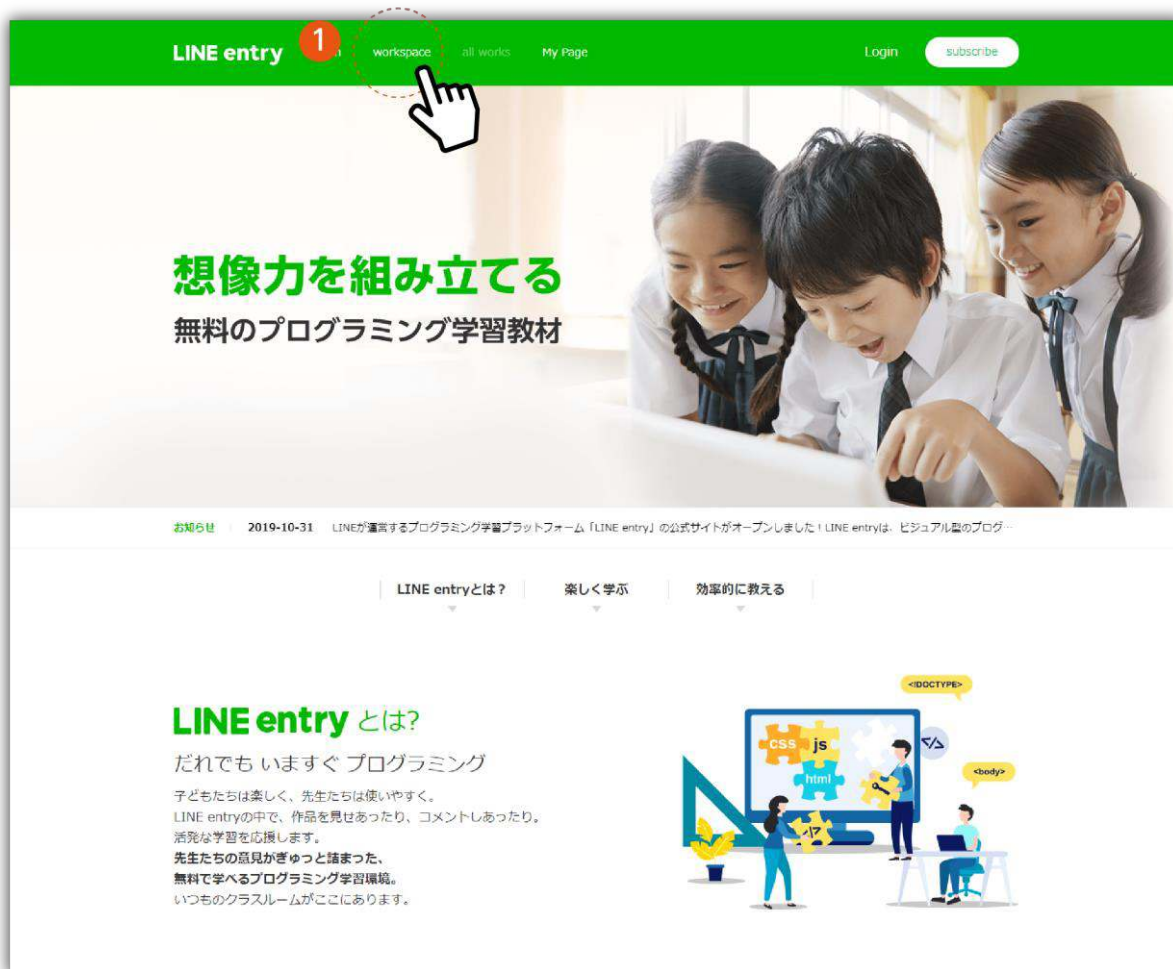 LINE entry
1
workspace
all works
My Page
Login
subscribe
想像力を組み立てる
無料のプログラミング学習教材
お知らせ 2019-10-31 LINEが運営するプログラミング学習プラットフォーム「LINE entry」の公式サイトがオープンしました!LINE entryは、ビジュアル型のプログ…
LINE entryとは?
楽しく学ぶ
効率的に教える
LINE entry とは?
だれでも いますぐ プログラミング
子どもたちは楽しく、先生たちは使いやすく。
LINE entryの中で、作品を見せあったり、コメントしあったり。
活発な学習を応援します。
先生たちの意見がぎゅっと詰まった、
無料で学べるプログラミング学習環境。
いつものクラスルームがここにあります。
<!DOCTYPE>
css
js
html
</>
<body>
</>